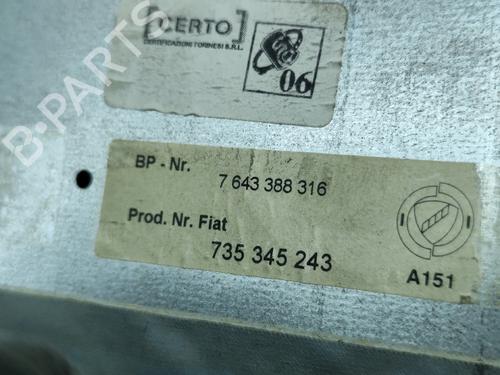 [CERTO]
CERTIFICAZIONI TORINESI S.R.L.
06
B-PARTS
BP - Nr. 7 643 388 316
Prod. Nr. Fiat
735 345 243
A151